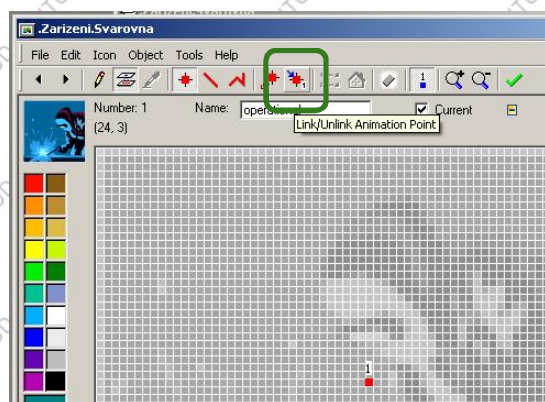 .Zarizeni.Svarovna
File Edit Icon Object Tools Help
1
1
Number: 1
Name:
Current
(24, 3)
Link/Unlink Animation Point
1